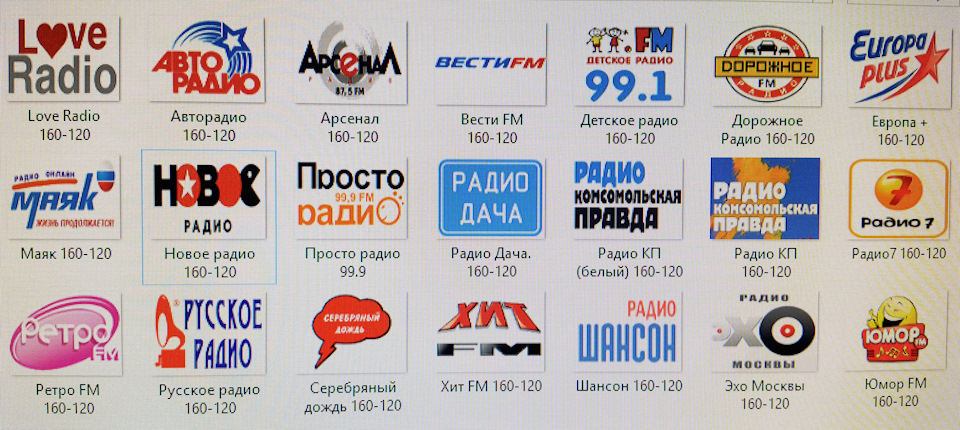 Love
Radio
Love Radio
160-120
АВТО
РАДИО
Авторадио
160-120
АРСЕНАЛ
РАДИО
87,5 FM
Арсенал
160-120
ВЕСТИFM
Вести FM
160-120
.FM
ДЕТСКОЕ РАДИО
99.1
Детское радио
160-120
ДОРОЖНОЕ
FM
РАДИО
Дорожное
Радио 160-120
Europa
plus
Европа +
160-120
РАДИО ОНЛАЙН
МАЯК
ЖИЗНЬ ПРОДОЛЖАЕТСЯ!
Маяк 160-120
НОВОЕ
РАДИО
Новое радио
160-120
Просто
99,9 FM
радио
Просто радио
99.9
РАДИО
ДАЧА
Радио Дача.
160-120
РАДИО
КОМСОМОЛЬСКАЯ
ПРАВДА
Радио КП
(белый) 160-120
РАДИО
КОМСОМОЛЬСКАЯ
ПРАВДА
Радио КП
160-120
7
Радио 7
Радио7 160-120
Ретро
FM
Ретро FM
160-120
®
РУССКОЕ
РАДИО
Русское радио
160-120
СЕРЕБРЯНЫЙ
ДОЖДЬ
Серебряный
дождь 160-120
ХИТ
FM
Хит FM 160-120
РАДИО
ШАНСОН
Шансон 160-120
РАДИО
ЭХО
МОСКВЫ
Эхо Москвы
160-120
ЮМОР
FM
Юмор FM
160-120